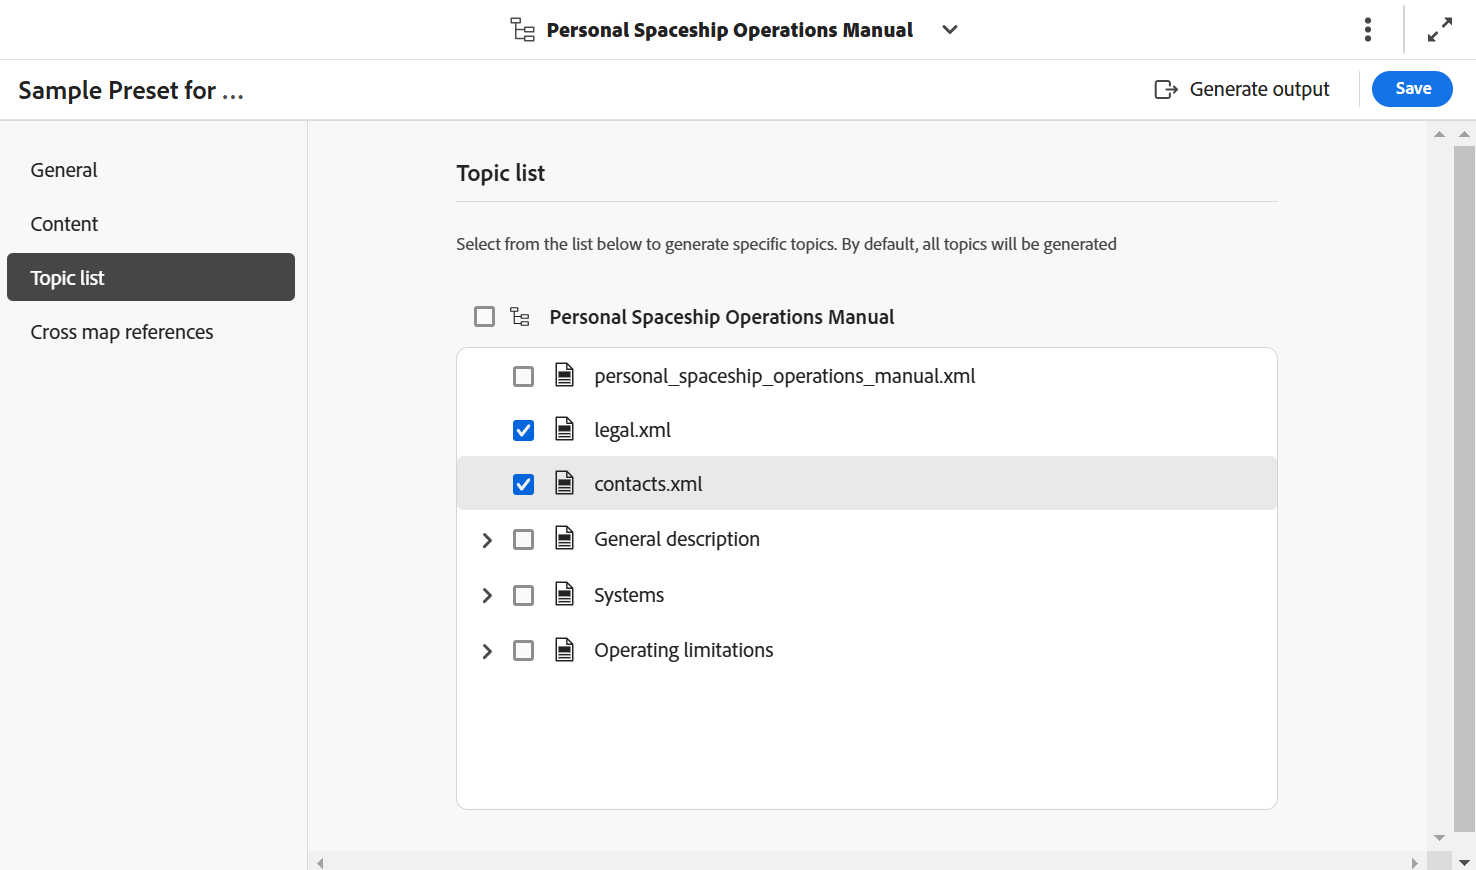 Personal Spaceship Operations Manual
Sample Preset for ...
Generate output
Save
General
Content
Topic list
Cross map references
Topic list
Select from the list below to generate specific topics. By default, all topics will be generated
Personal Spaceship Operations Manual
personal_spaceship_operations_manual.xml
legal.xml
contacts.xml
General description
Systems
Operating limitations